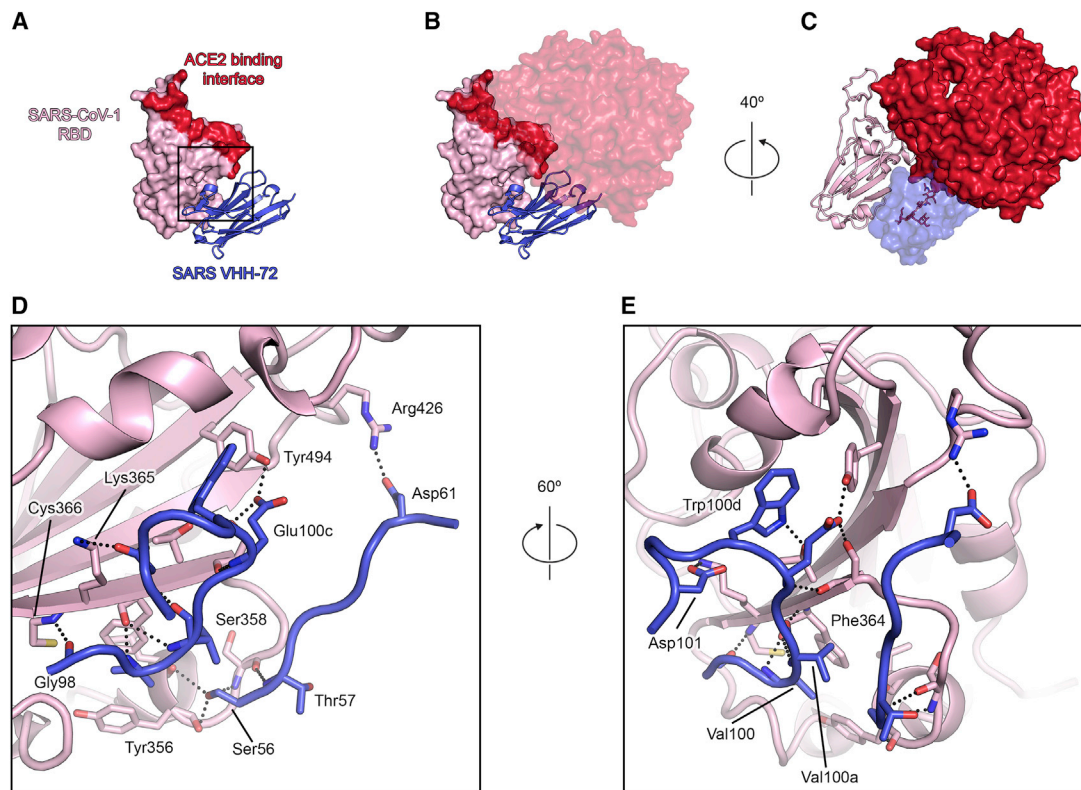 A
B
C
ACE2 binding
interface
SARS-CoV-1
RBD
40º
SARS VHH-72
D
E
Arg426
Lys365
Tyr494
Cys366
Asp61
Glu100c
Trp100d
60º
Ser358
Phe364
Asp101
Gly98
Thr57
Tyr356
Ser56
Val100
Val100a